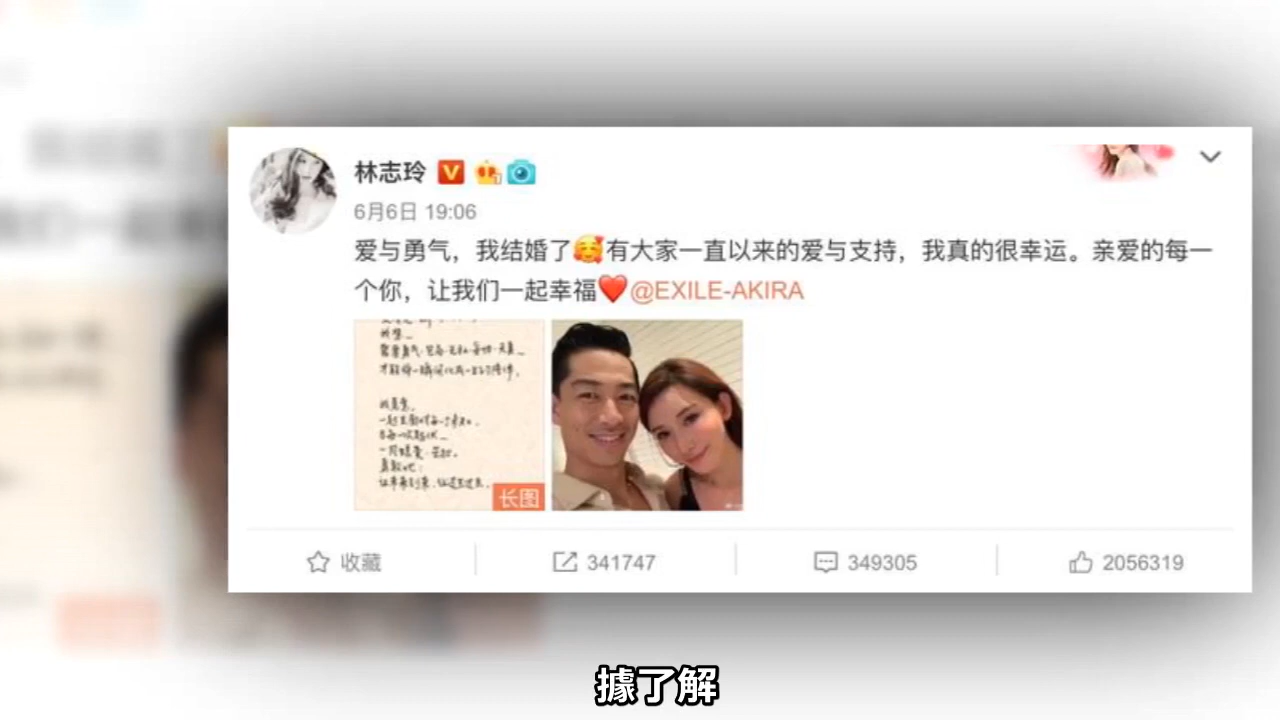 林志玲
6月6日 19:06
爱与勇气，我结婚了🥰有大家一直以来的爱与支持，我真的很幸运。亲爱的每一
个你，让我们一起幸福❤️@EXILE-AKIRA
长图
收藏
341747
349305
2056319
據了解